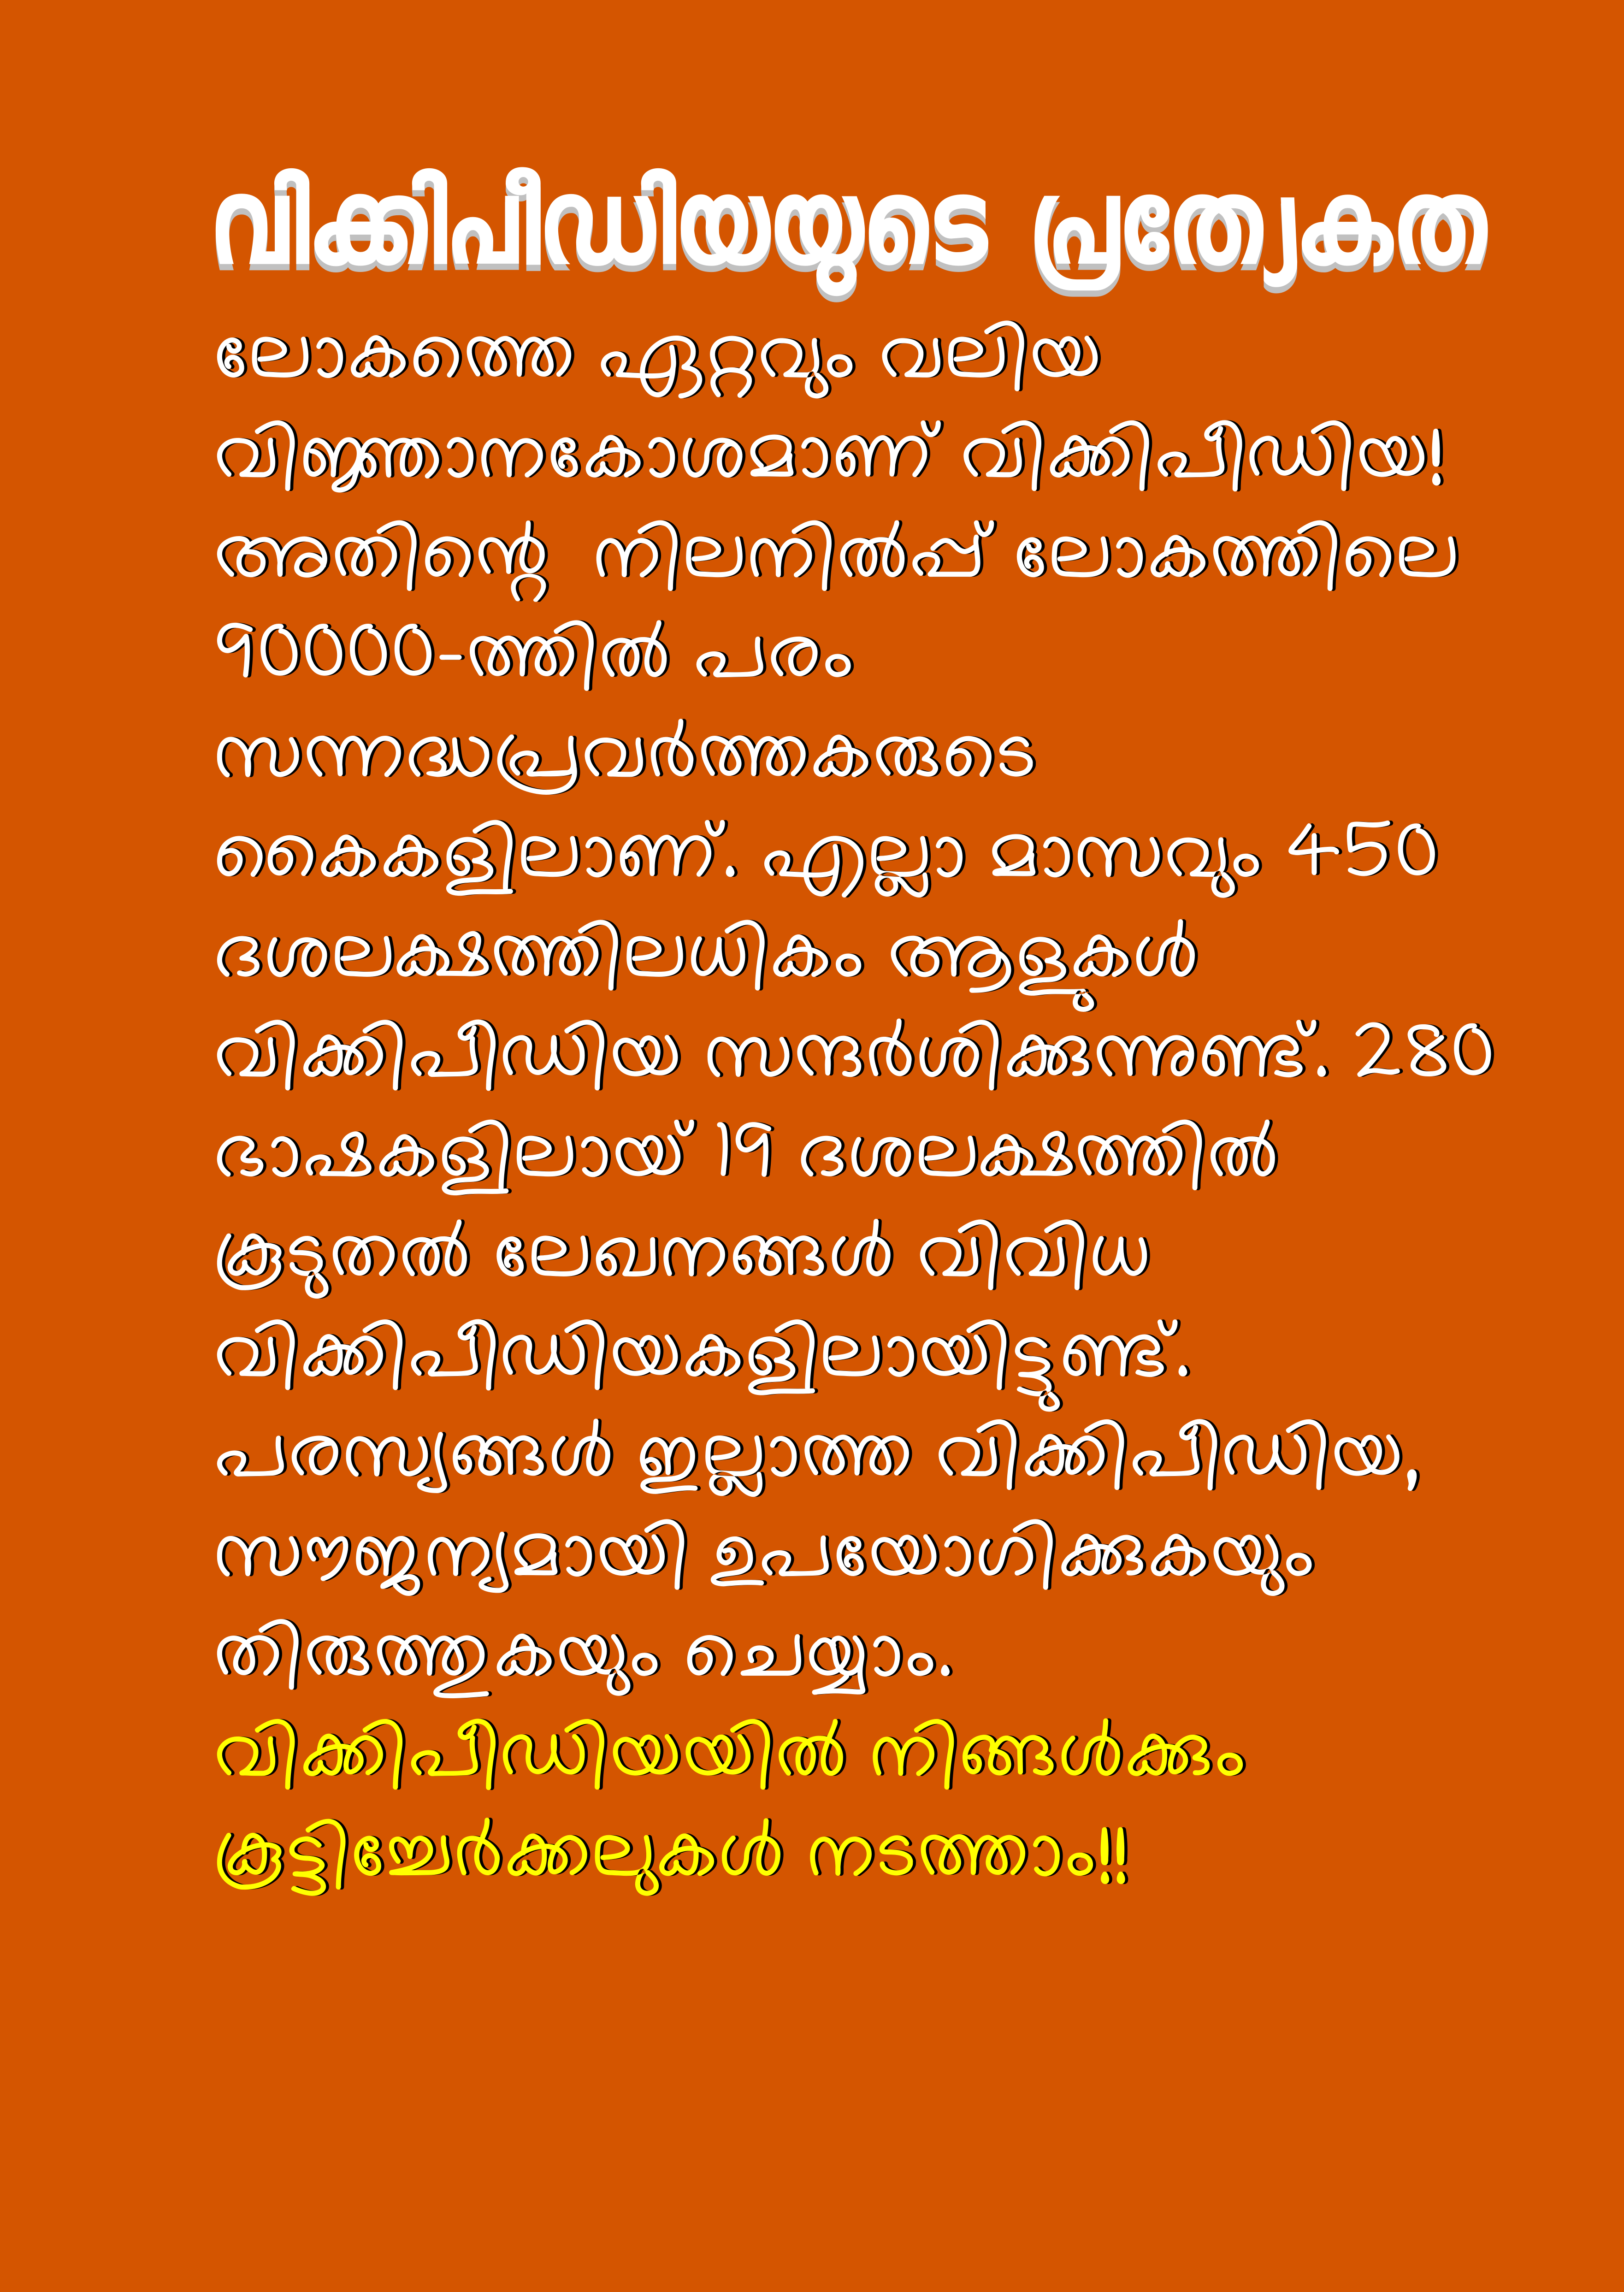 വിക്കിപീഡിയയുടെ പ്രത്യേകത
ലോകത്തെ ഏറ്റവും വലിയ
വിജ്ഞാനകോശമാണ് വിക്കിപീഡിയ!
അതിന്റെ നിലനിൽപ്പ് ലോകത്തിലെ
90000-ത്തിൽ പരം
സന്നദ്ധപ്രവർത്തകരുടെ
കൈകളിലാണ്. എല്ലാ മാസവും 450
ദശലക്ഷത്തിലധികം ആളുകൾ
വിക്കിപീഡിയ സന്ദർശിക്കുന്നുണ്ട്. 280
ഭാഷകളിലായ് 19 ദശലക്ഷത്തിൽ
കൂടുതൽ ലേഖനങ്ങൾ വിവിധ
വിക്കിപീഡിയകളിലായിട്ടുണ്ട്.
പരസ്യങ്ങൾ ഇല്ലാത്ത വിക്കിപീഡിയ,
സൗജന്യമായി ഉപയോഗിക്കുകയും
തിരുത്തുകയും ചെയ്യാം.
വിക്കിപീഡിയയിൽ നിങ്ങൾക്കും
കൂട്ടിച്ചേർക്കലുകൾ നടത്താം!!